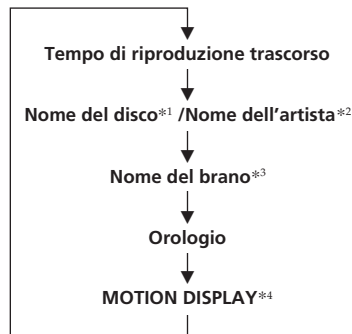 Tempo di riproduzione trascorso
Nome del disco*1 /Nome dell'artista*2
Nome del brano*3
Orologio
MOTION DISPLAY*4